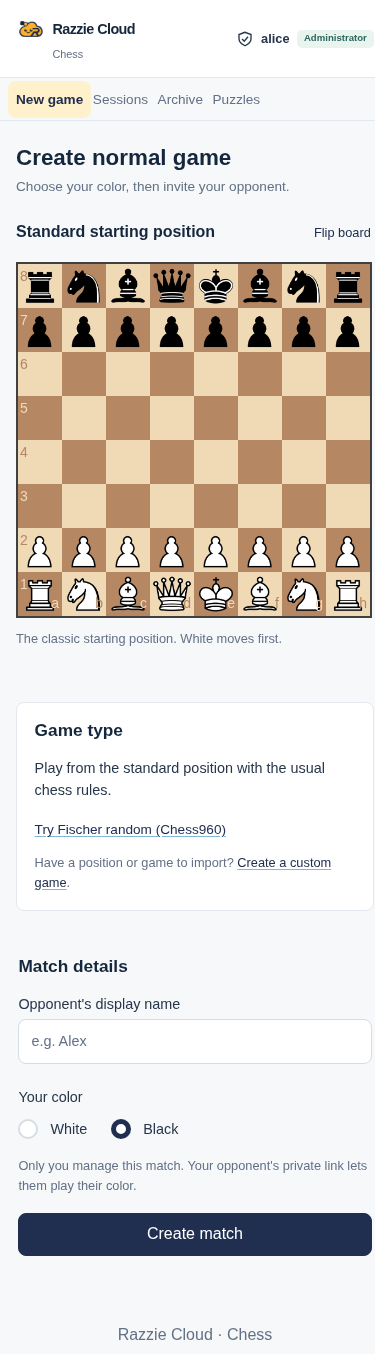 Razzie Cloud
Chess
alice Administrator
New game Sessions Archive Puzzles
Create normal game
Choose your color, then invite your opponent.
Standard starting position Flip board
8
7
6
5
4
3
2
1
a b c d e f g h
The classic starting position. White moves first.
Game type
Play from the standard position with the usual
chess rules.
Try Fischer random (Chess960)
Have a position or game to import? Create a custom
game.
Match details
Opponent's display name
e.g. Alex
Your color
White Black
Only you manage this match. Your opponent's private link lets
them play their color.
Create match
Razzie Cloud · Chess